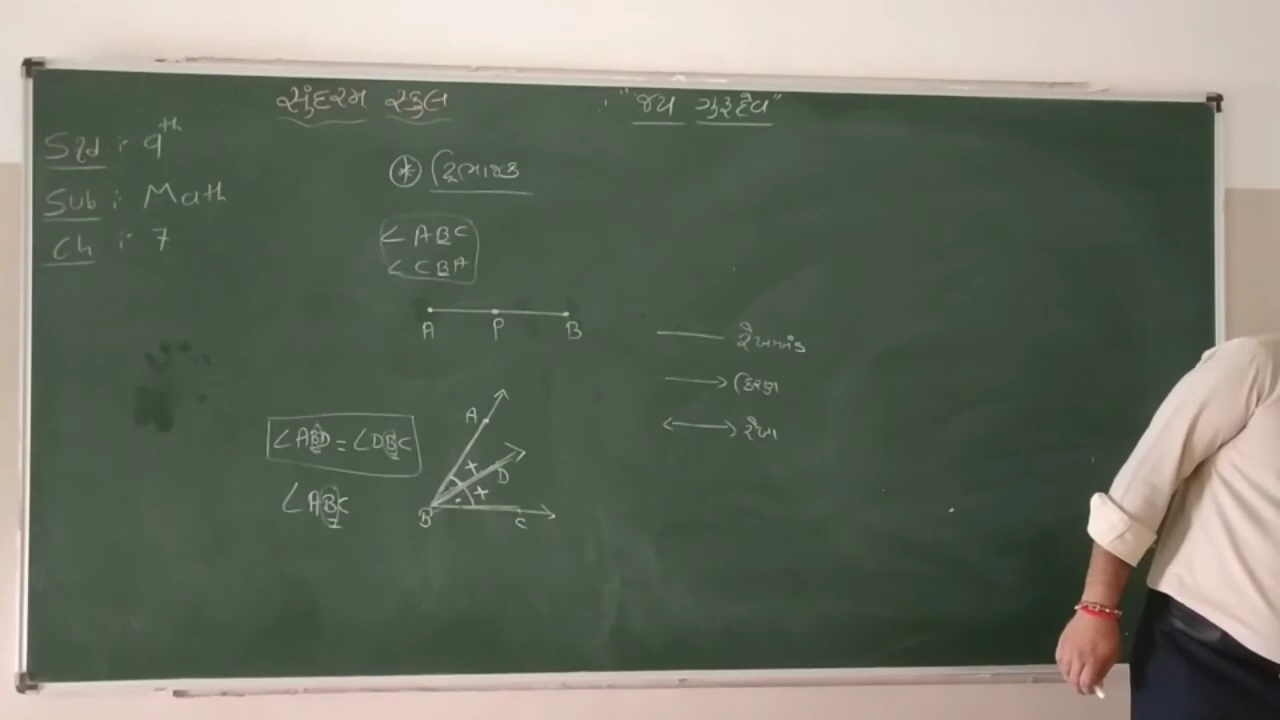 સુંદરમ સ્કુલ
"જય ગુરૂદેવ"
Std : 9th
Sub : Math
Ch : 7
* દ્વિભાજક
∠ABC
∠CBA
A P B
રેખાખંડ
કિરણ
રેખા
∠ABD = ∠DBC
∠ABC
A
x
D
x
B
C